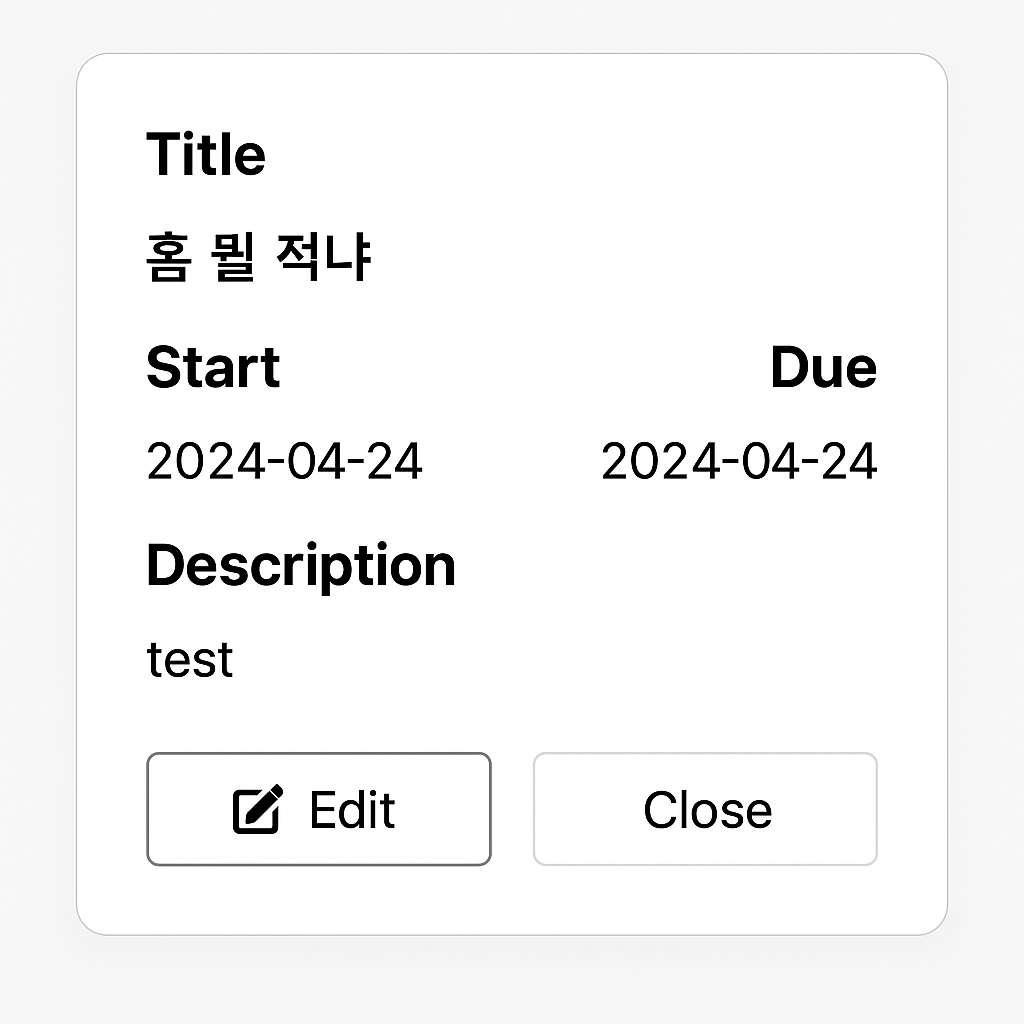 Title
홈 뭘 적냐
Start Due
2024-04-24 2024-04-24
Description
test
Edit Close